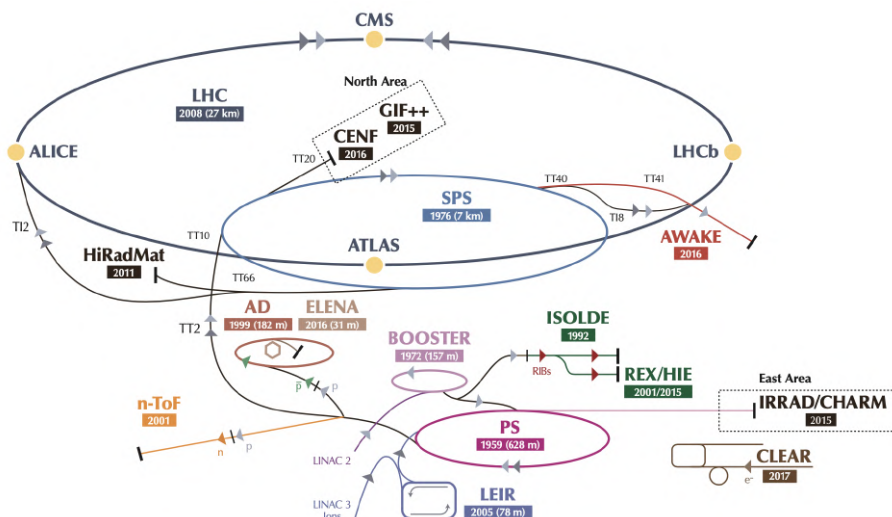 CMS
North Area
LHC
2008 (27 km)
GIF++
2015
CENF
2016
ALICE
LHCb
TT20
TT40
TT41
SPS
1976 (7 km)
TI8
TI2
TT10
ATLAS
AWAKE
2016
HiRadMat
2011
TT66
TT2
AD
1999 (182 m)
ELENA
2016 (31 m)
ISOLDE
1992
BOOSTER
1972 (157 m)
RIBs
REX/HIE
2001/2015
p̅
p
East Area
n-ToF
2001
IRRAD/CHARM
2015
PS
1959 (628 m)
n
p
LINAC 2
CLEAR
2017
e⁻
LEIR
2005 (78 m)
LINAC 3
Ions